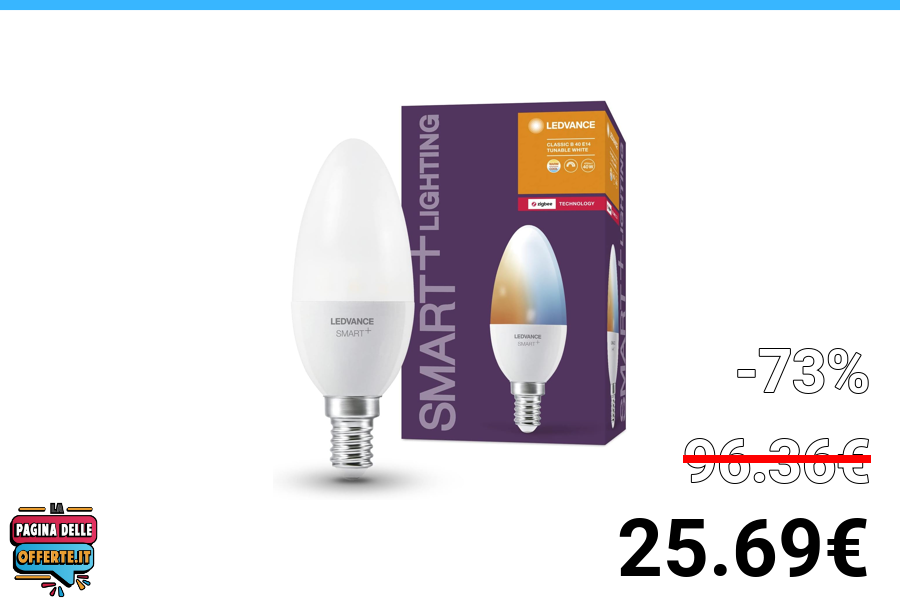 SMART+ LIGHTING
LEDVANCE
CLASSIC B 40 E14
TUNABLE WHITE
zigbee TECHNOLOGY
LEDVANCE
SMART+
LEDVANCE
SMART+
-73%
96.36€
25.69€
LA
PAGINA DELLE
OFFERTE.IT